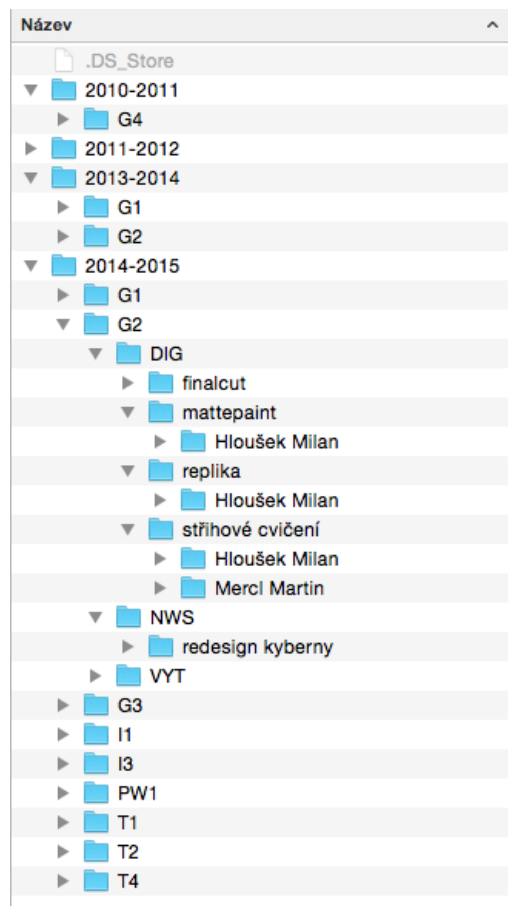 Název
.DS_Store
2010-2011
G4
2011-2012
2013-2014
G1
G2
2014-2015
G1
G2
DIG
finalcut
mattepaint
Hloušek Milan
replika
Hloušek Milan
střihové cvičení
Hloušek Milan
Mercl Martin
NWS
redesign kyberny
VYT
G3
I1
I3
PW1
T1
T2
T4